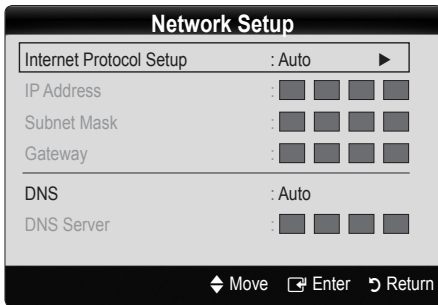 Network Setup
Internet Protocol Setup : Auto ▶
IP Address :
Subnet Mask :
Gateway :
DNS : Auto
DNS Server :
Move Enter Return